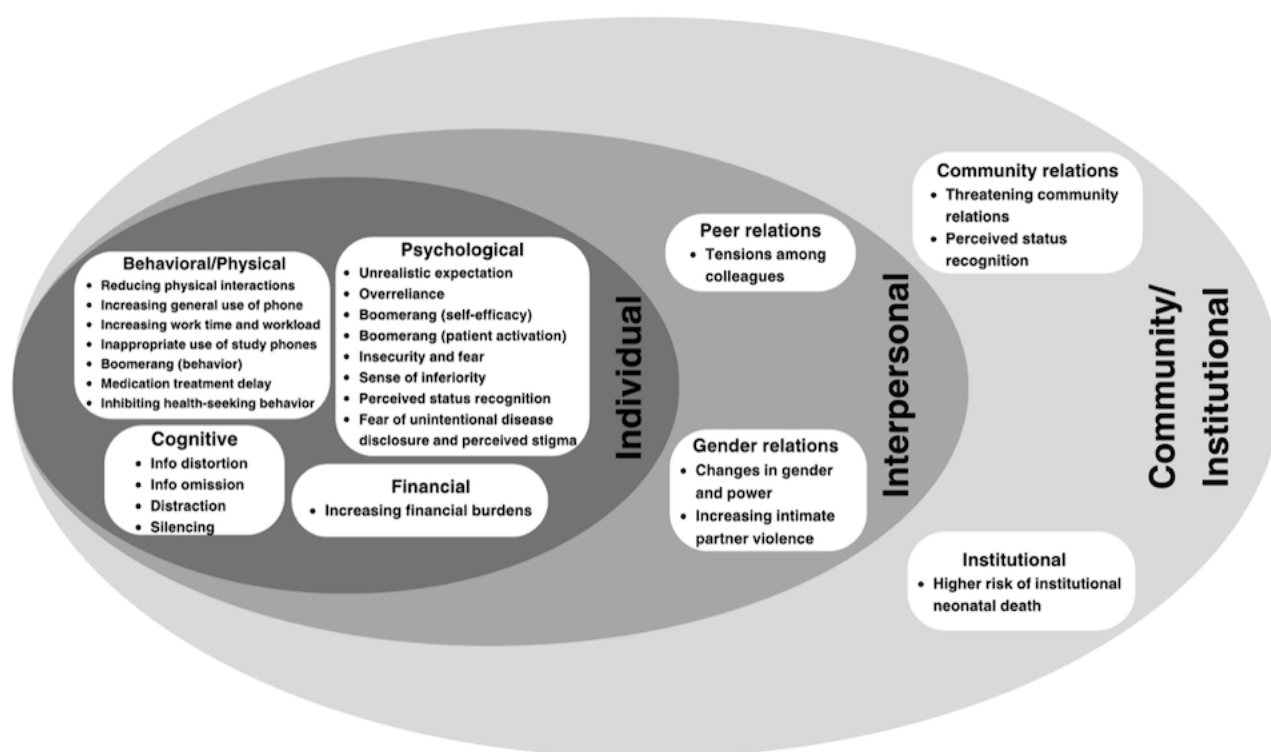 Behavioral/Physical
• Reducing physical interactions
• Increasing general use of phone
• Increasing work time and workload
• Inappropriate use of study phones
• Boomerang (behavior)
• Medication treatment delay
• Inhibiting health-seeking behavior
Psychological
• Unrealistic expectation
• Overreliance
• Boomerang (self-efficacy)
• Boomerang (patient activation)
• Insecurity and fear
• Sense of inferiority
• Perceived status recognition
• Fear of unintentional disease
disclosure and perceived stigma
Cognitive
• Info distortion
• Info omission
• Distraction
• Silencing
Financial
• Increasing financial burdens
Individual
Peer relations
• Tensions among
colleagues
Gender relations
• Changes in gender
and power
• Increasing intimate
partner violence
Interpersonal
Community relations
• Threatening community
relations
• Perceived status
recognition
Institutional
• Higher risk of institutional
neonatal death
Community/
Institutional